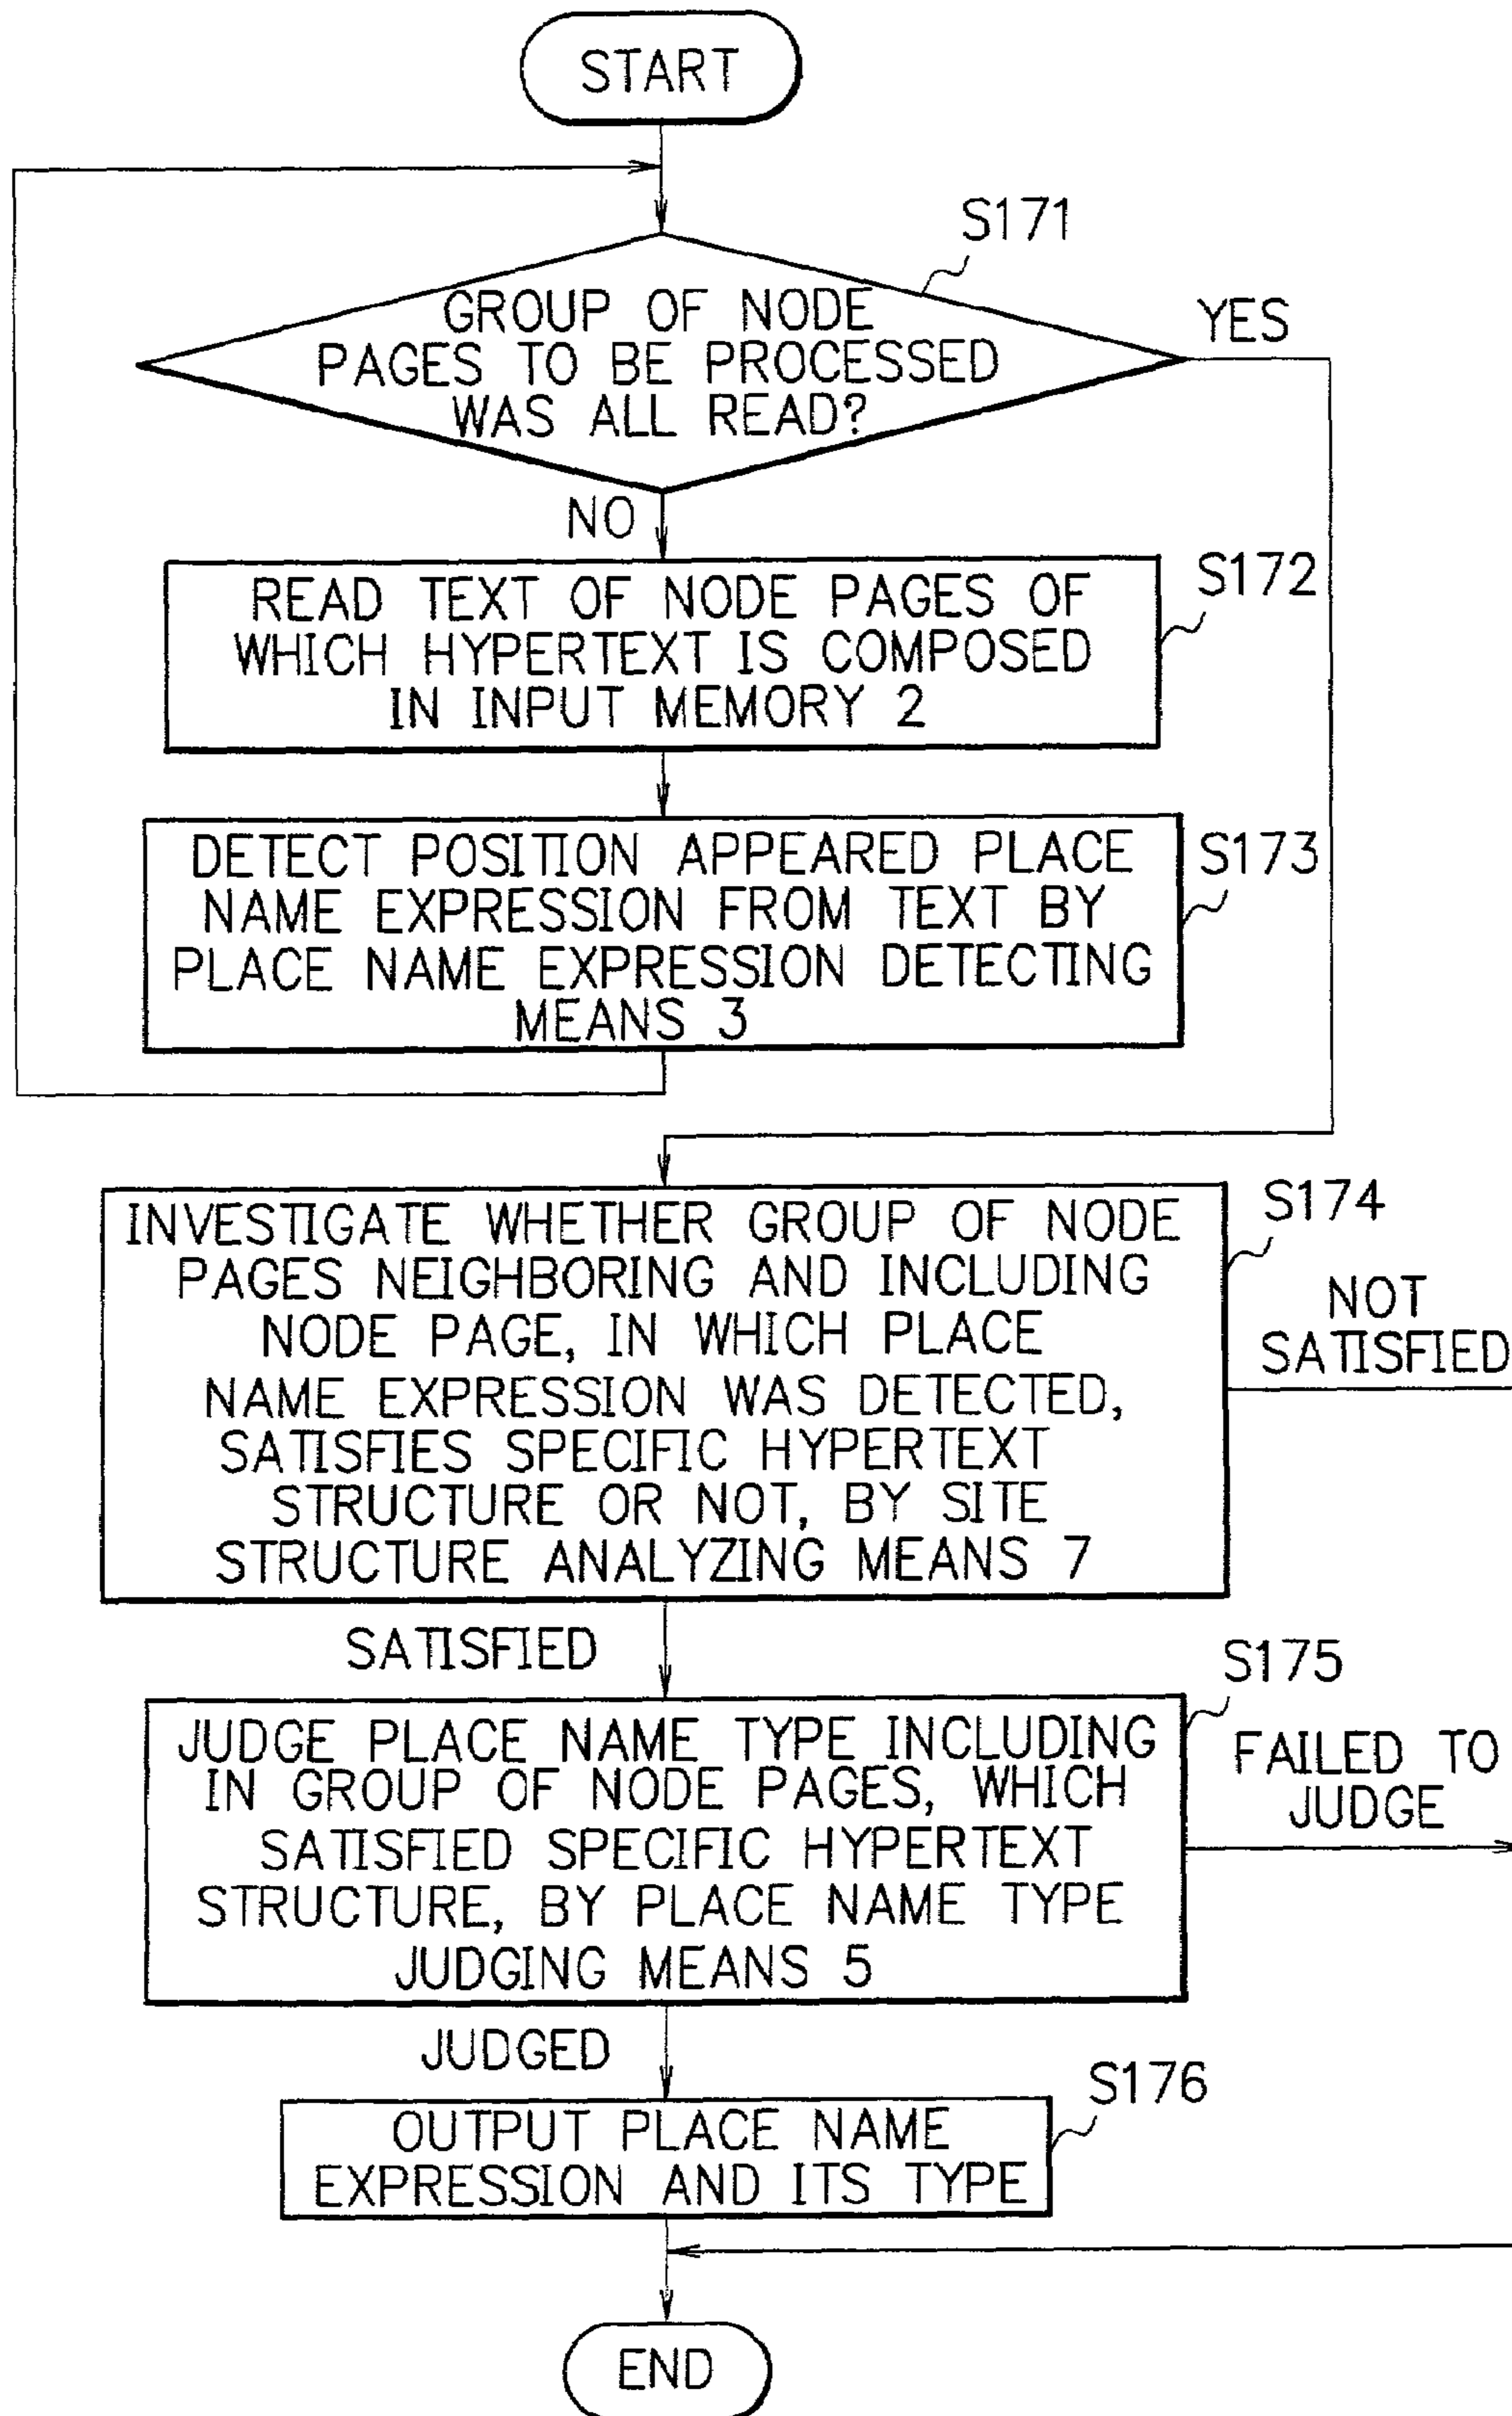 START
S171
GROUP OF NODE
PAGES TO BE PROCESSED
WAS ALL READ?
YES
NO
S172
READ TEXT OF NODE PAGES OF
WHICH HYPERTEXT IS COMPOSED
IN INPUT MEMORY 2
S173
DETECT POSITION APPEARED PLACE
NAME EXPRESSION FROM TEXT BY
PLACE NAME EXPRESSION DETECTING
MEANS 3
S174
INVESTIGATE WHETHER GROUP OF NODE
PAGES NEIGHBORING AND INCLUDING
NODE PAGE, IN WHICH PLACE
NAME EXPRESSION WAS DETECTED,
SATISFIES SPECIFIC HYPERTEXT
STRUCTURE OR NOT, BY SITE
STRUCTURE ANALYZING MEANS 7
NOT
SATISFIED
SATISFIED
S175
JUDGE PLACE NAME TYPE INCLUDING
IN GROUP OF NODE PAGES, WHICH
SATISFIED SPECIFIC HYPERTEXT
STRUCTURE, BY PLACE NAME TYPE
JUDGING MEANS 5
FAILED TO
JUDGE
JUDGED
S176
OUTPUT PLACE NAME
EXPRESSION AND ITS TYPE
END